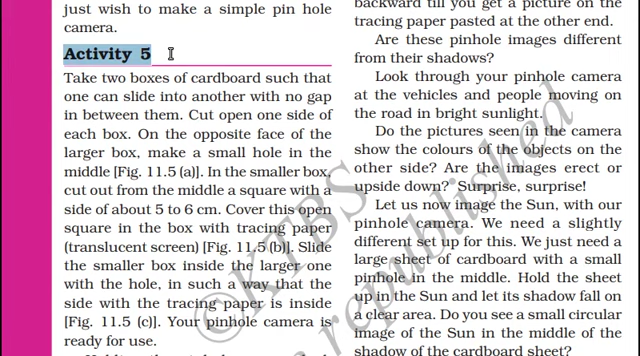 just wish to make a simple pin hole
camera.
Activity 5
Take two boxes of cardboard such that
one can slide into another with no gap
in between them. Cut open one side of
each box. On the opposite face of the
larger box, make a small hole in the
middle [Fig. 11.5 (a)]. In the smaller box,
cut out from the middle a square with a
side of about 5 to 6 cm. Cover this open
square in the box with tracing paper
(translucent screen) [Fig. 11.5 (b)]. Slide
the smaller box inside the larger one
with the hole, in such a way that the
side with the tracing paper is inside
[Fig. 11.5 (c)]. Your pinhole camera is
ready for use.
backward till you get a picture on the
tracing paper pasted at the other end.
Are these pinhole images different
from their shadows?
Look through your pinhole camera
at the vehicles and people moving on
the road in bright sunlight.
Do the pictures seen in the camera
show the colours of the objects on the
other side? Are the images erect or
upside down? Surprise, surprise!
Let us now image the Sun, with our
pinhole camera. We need a slightly
different set up for this. We just need a
large sheet of cardboard with a small
pinhole in the middle. Hold the sheet
up in the Sun and let its shadow fall on
a clear area. Do you see a small circular
image of the Sun in the middle of the
shadow of the cardboard sheet?
©KTBS
republished